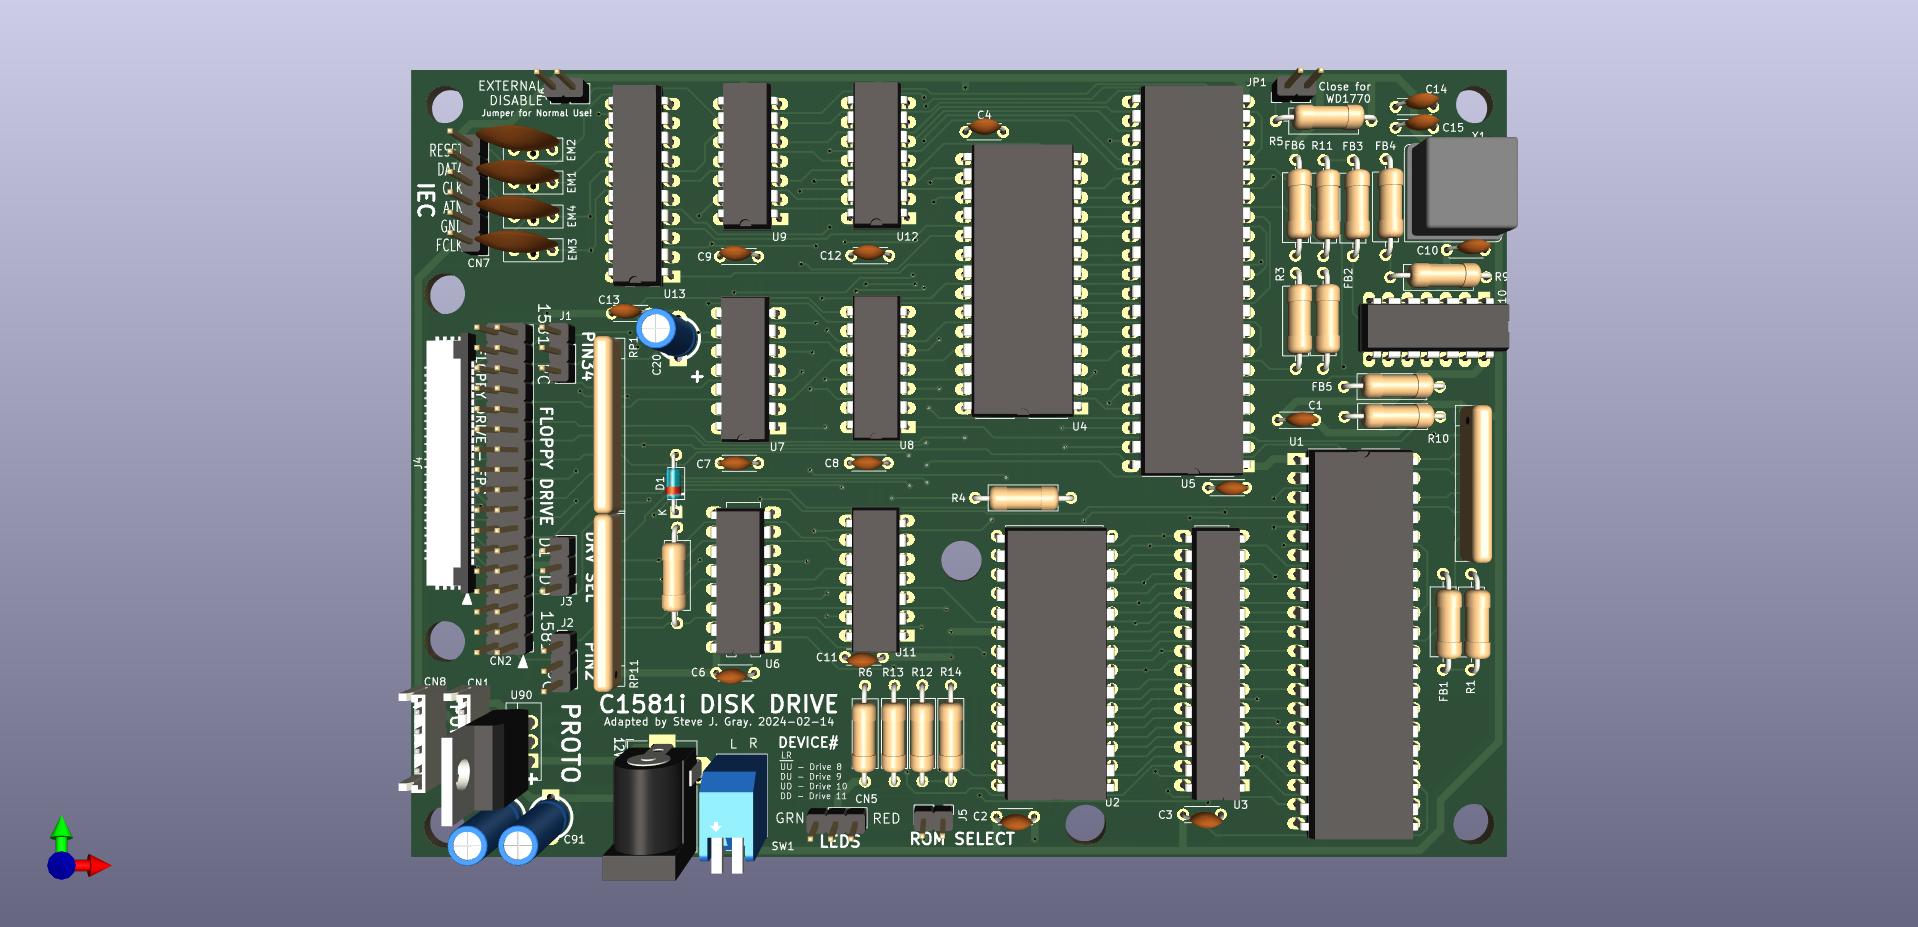 EXTERNAL
DISABLE
Jumper for Normal Use!
JP1
Close for
WD1770
C14
C15
X1
C4
R5
FB6
R11
FB3
FB4
EM2
EM1
EM4
EM3
IEC
DATA
CLK
ATN
GND
FCLK
CN7
U9
U12
C9
C12
C10
U13
C13
R3
FB2
R9
J1
PIN34
C20
+
U7
U8
U4
FB5
C1
R10
U1
C7
C8
J4
FLOPPY DRIVE
D1
K
R4
U5
J3
J2
CN2
PIN2
RP11
U6
C6
C11
U11
R6
R13
R12
R14
FB1
R1
CN8
CN1
U90
PROTO
C1581i DISK DRIVE
Adapted by Steve J. Gray. 2024-02-14
L R
DEVICE#
LR
UU - Drive 8
DU - Drive 9
UD - Drive 10
DD - Drive 11
+
C91
SW1
CN5
GRN
RED
LEDS
J5
ROM SELECT
C2
U2
C3
U3